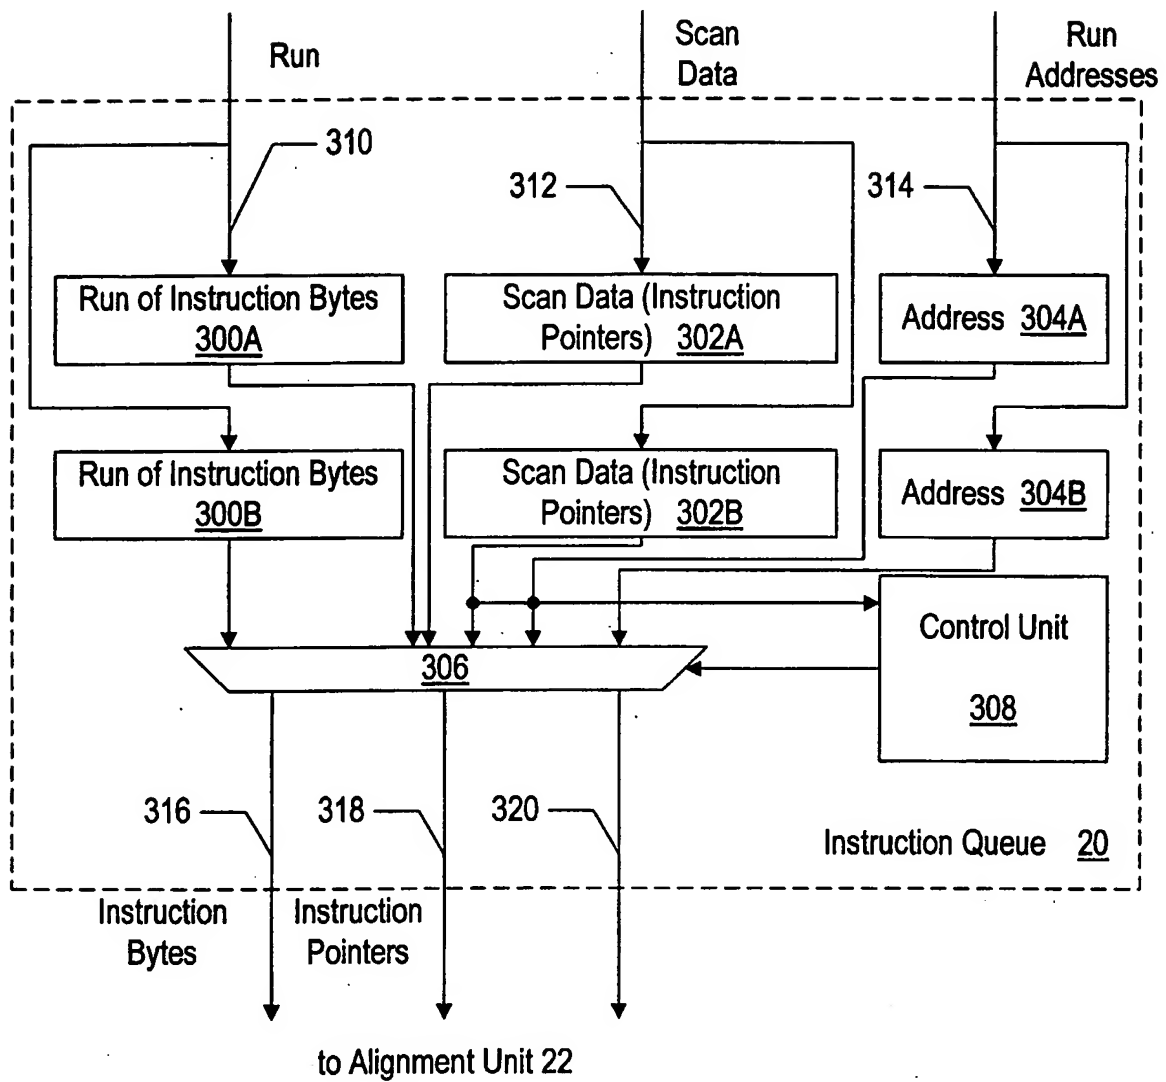 Run
Scan
Data
Run
Addresses
310
312
314
Run of Instruction Bytes
300A
Scan Data (Instruction
Pointers) 302A
Address 304A
Run of Instruction Bytes
300B
Scan Data (Instruction
Pointers) 302B
Address 304B
Control Unit
308
306
316
318
320
Instruction Queue 20
Instruction
Bytes
Instruction
Pointers
to Alignment Unit 22